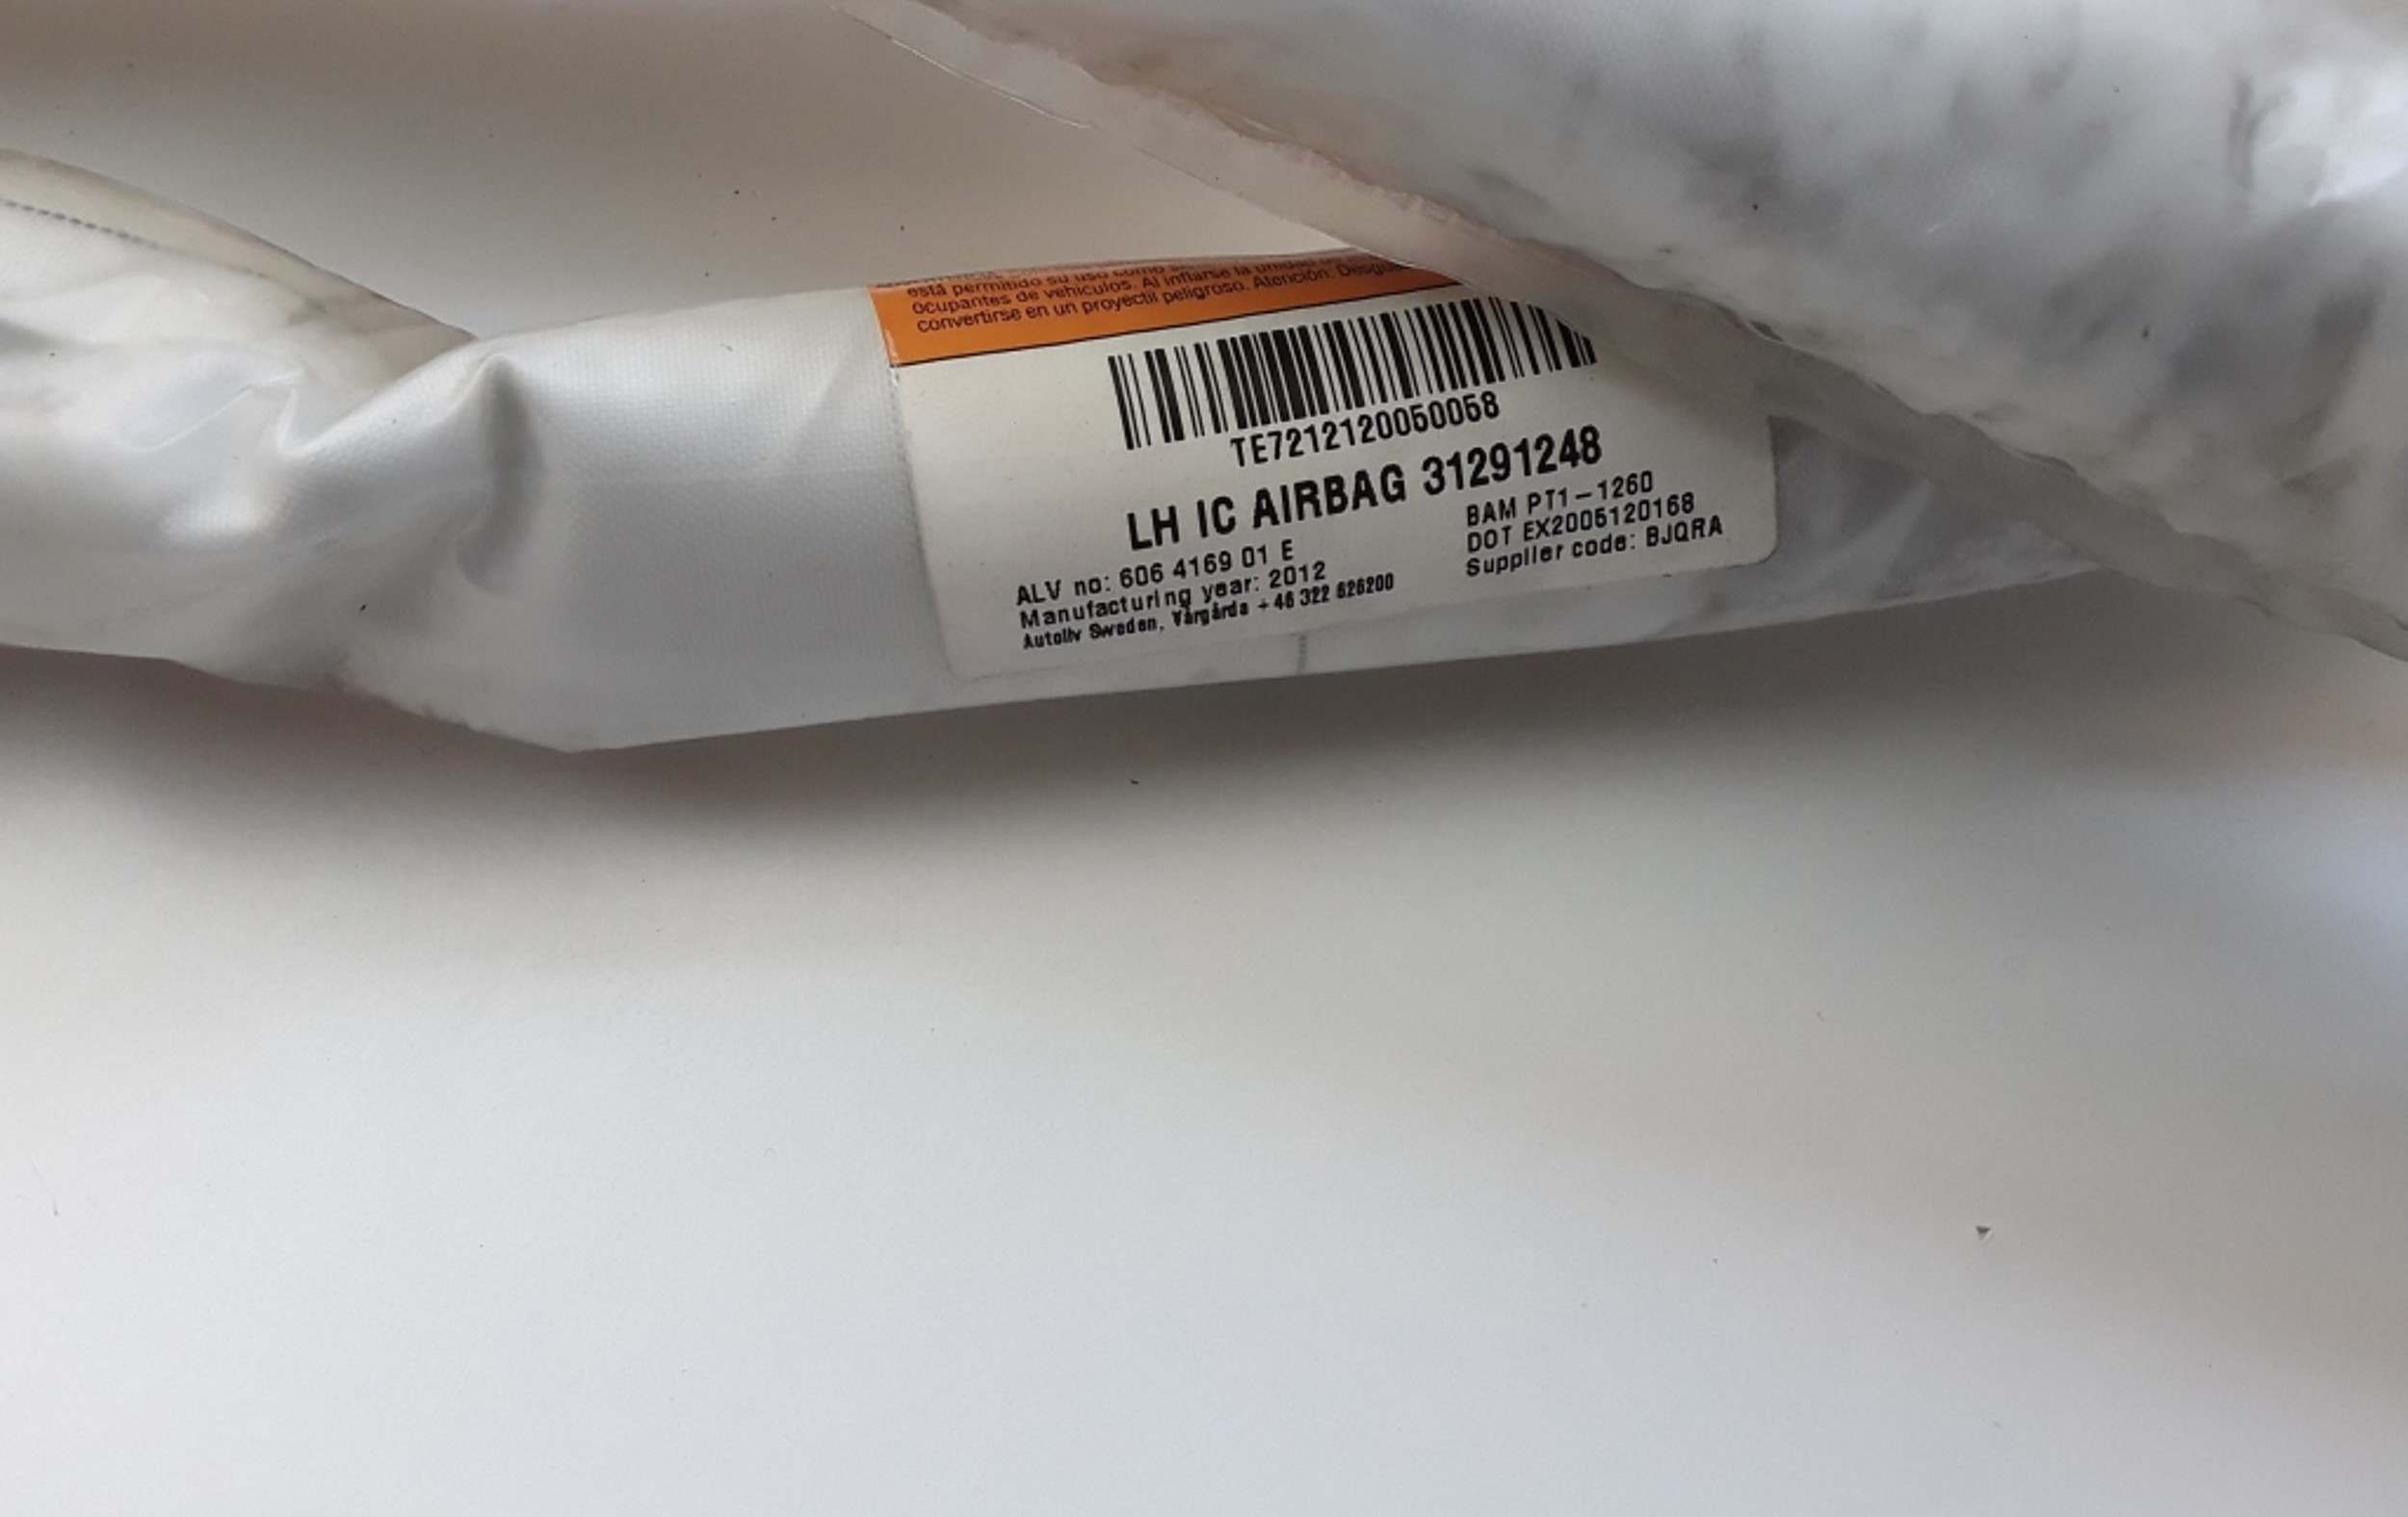 está permitido su uso como
ocupantes de vehículos. Al inflarse la unidad
convertirse en un proyectil peligroso. Atención:
TE7212120050058
LH IC AIRBAG 31291248
ALV no: 606 4169 01 E
Manufacturing year: 2012
Autoliv Sweden, Vårgårda +46 322 626200
BAM PT1-1260
DOT EX2005120168
Supplier code: BJQRA